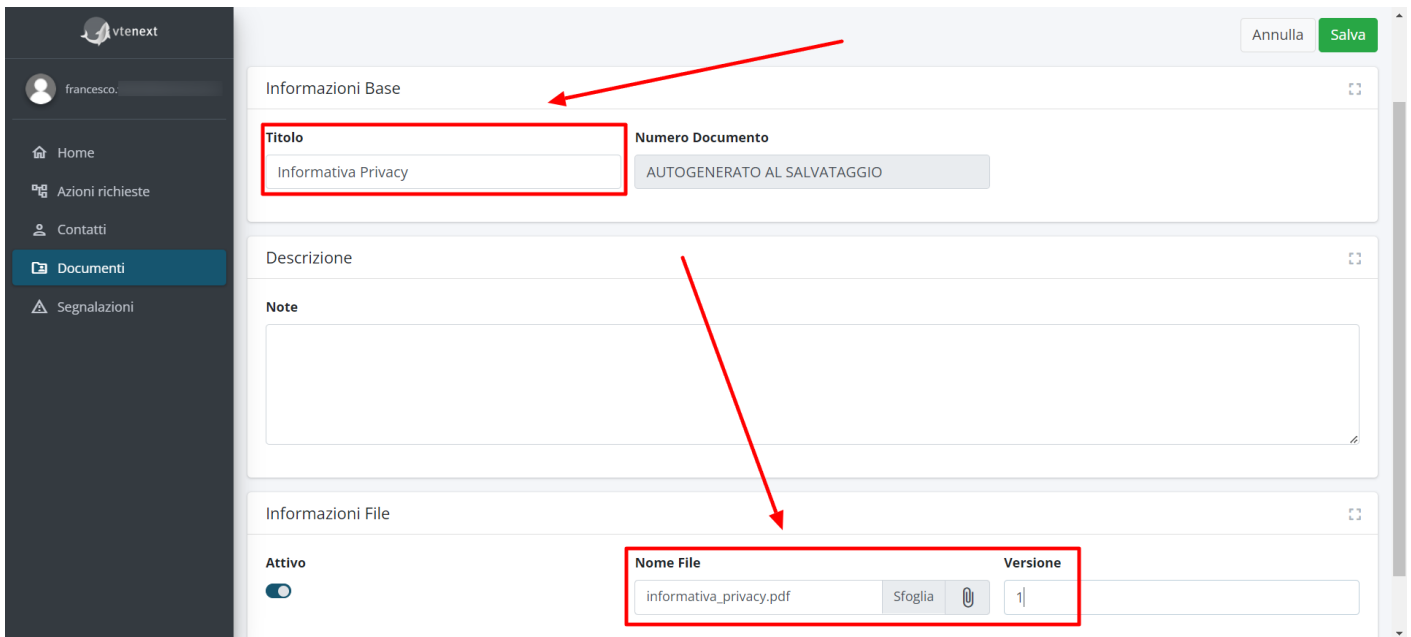 vtenext
Annulla Salva
francesco.
Home
Azioni richieste
Contatti
Documenti
Segnalazioni
Informazioni Base
Titolo Numero Documento
Informativa Privacy AUTOGENERATO AL SALVATAGGIO
Descrizione
Note
Informazioni File
Attivo Nome File Versione
informativa_privacy.pdf Sfoglia 1